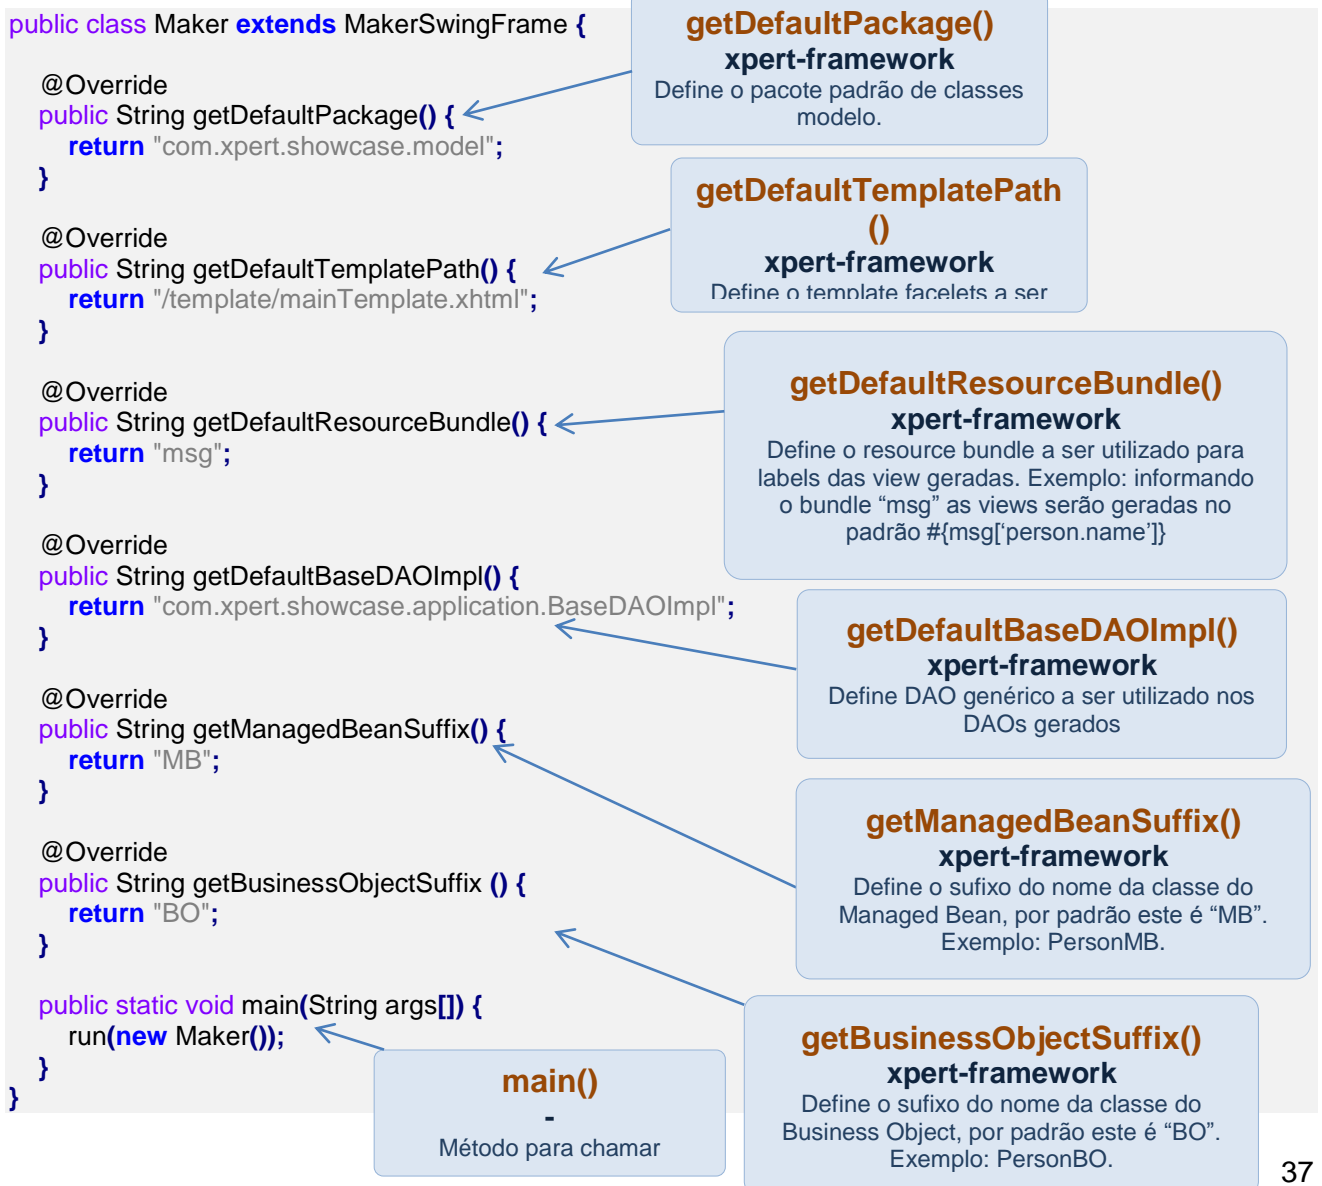 public class Maker extends MakerSwingFrame {
@Override
public String getDefaultPackage() {
return "com.xpert.showcase.model";
}
@Override
public String getDefaultTemplatePath() {
return "/template/mainTemplate.xhtml";
}
@Override
public String getDefaultResourceBundle() {
return "msg";
}
@Override
public String getDefaultBaseDAOImpl() {
return "com.xpert.showcase.application.BaseDAOImpl";
}
@Override
public String getManagedBeanSuffix() {
return "MB";
}
@Override
public String getBusinessObjectSuffix () {
return "BO";
}
public static void main(String args[]) {
run(new Maker());
}
}
getDefaultPackage()
xpert-framework
Define o pacote padrão de classes
modelo.
getDefaultTemplatePath
()
xpert-framework
Define o template facelets a ser
getDefaultResourceBundle()
xpert-framework
Define o resource bundle a ser utilizado para
labels das view geradas. Exemplo: informando
o bundle “msg” as views serão geradas no
padrão #{msg[‘person.name’]}
getDefaultBaseDAOImpl()
xpert-framework
Define DAO genérico a ser utilizado nos
DAOs gerados
getManagedBeanSuffix()
xpert-framework
Define o sufixo do nome da classe do
Managed Bean, por padrão este é “MB”.
Exemplo: PersonMB.
getBusinessObjectSuffix()
xpert-framework
Define o sufixo do nome da classe do
Business Object, por padrão este é “BO”.
Exemplo: PersonBO.
main()
-
Método para chamar
37